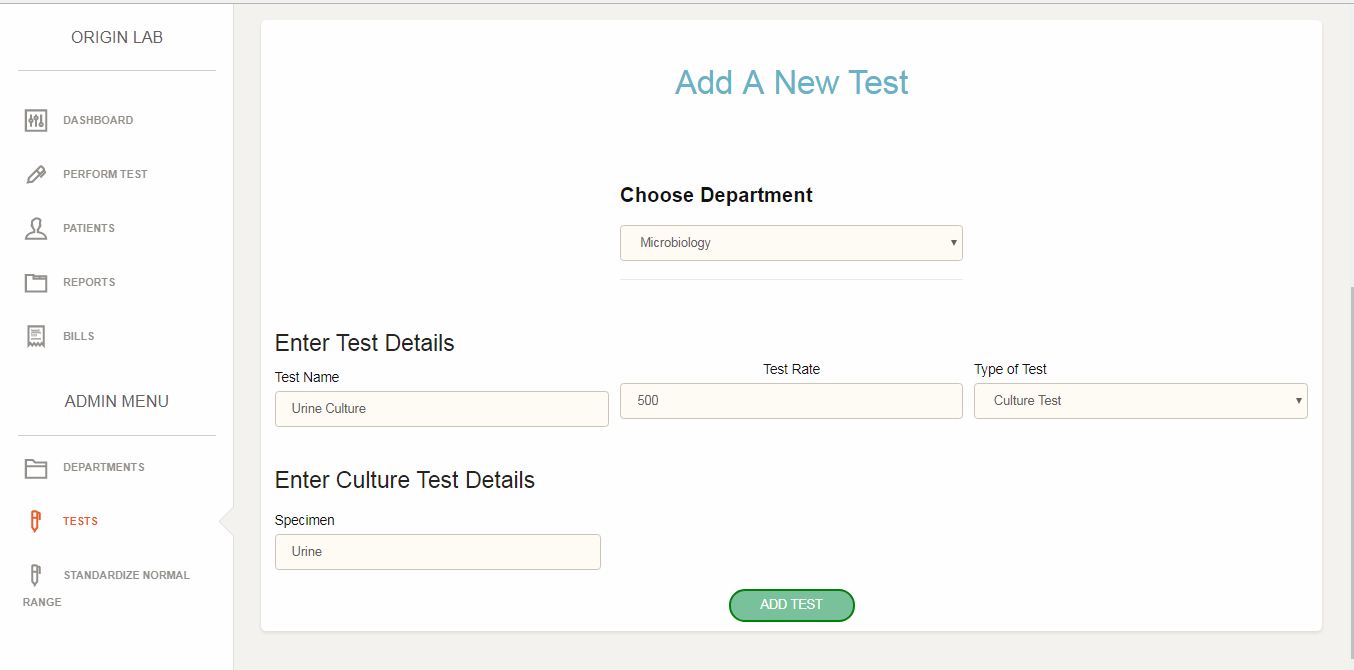 ORIGIN LAB
DASHBOARD
PERFORM TEST
PATIENTS
REPORTS
BILLS
ADMIN MENU
DEPARTMENTS
TESTS
STANDARDIZE NORMAL
RANGE
Add A New Test
Choose Department
Microbiology
Enter Test Details
Test Name
Urine Culture
Test Rate
500
Type of Test
Culture Test
Enter Culture Test Details
Specimen
Urine
ADD TEST